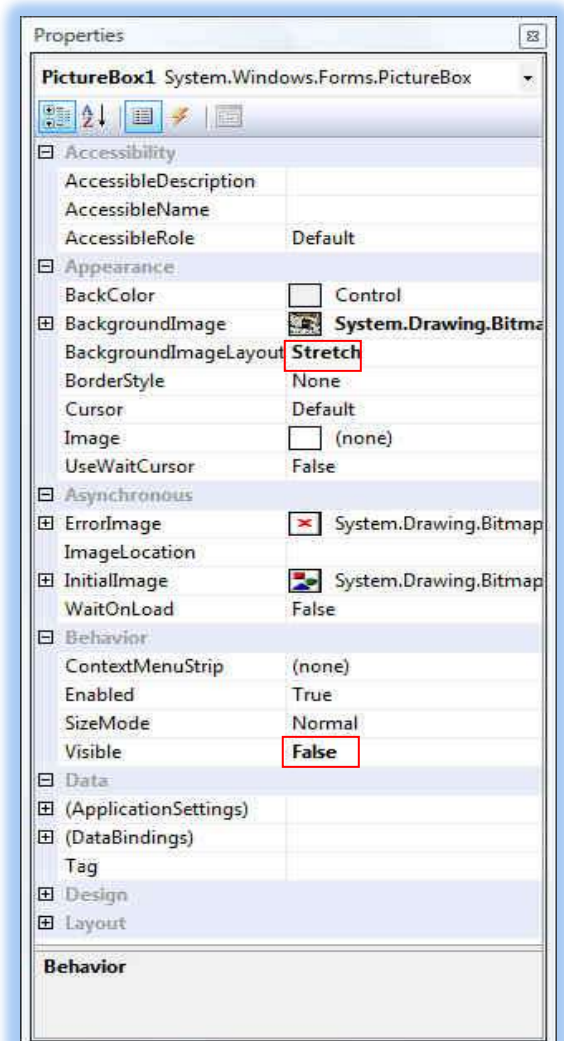 Properties
PictureBox1 System.Windows.Forms.PictureBox
Accessibility
AccessibleDescription
AccessibleName
AccessibleRole Default
Appearance
BackColor Control
BackgroundImage System.Drawing.Bitma
BackgroundImageLayout Stretch
BorderStyle None
Cursor Default
Image (none)
UseWaitCursor False
Asynchronous
ErrorImage System.Drawing.Bitmap
ImageLocation
InitialImage System.Drawing.Bitmap
WaitOnLoad False
Behavior
ContextMenuStrip (none)
Enabled True
SizeMode Normal
Visible False
Data
(ApplicationSettings)
(DataBindings)
Tag
Design
Layout
Behavior